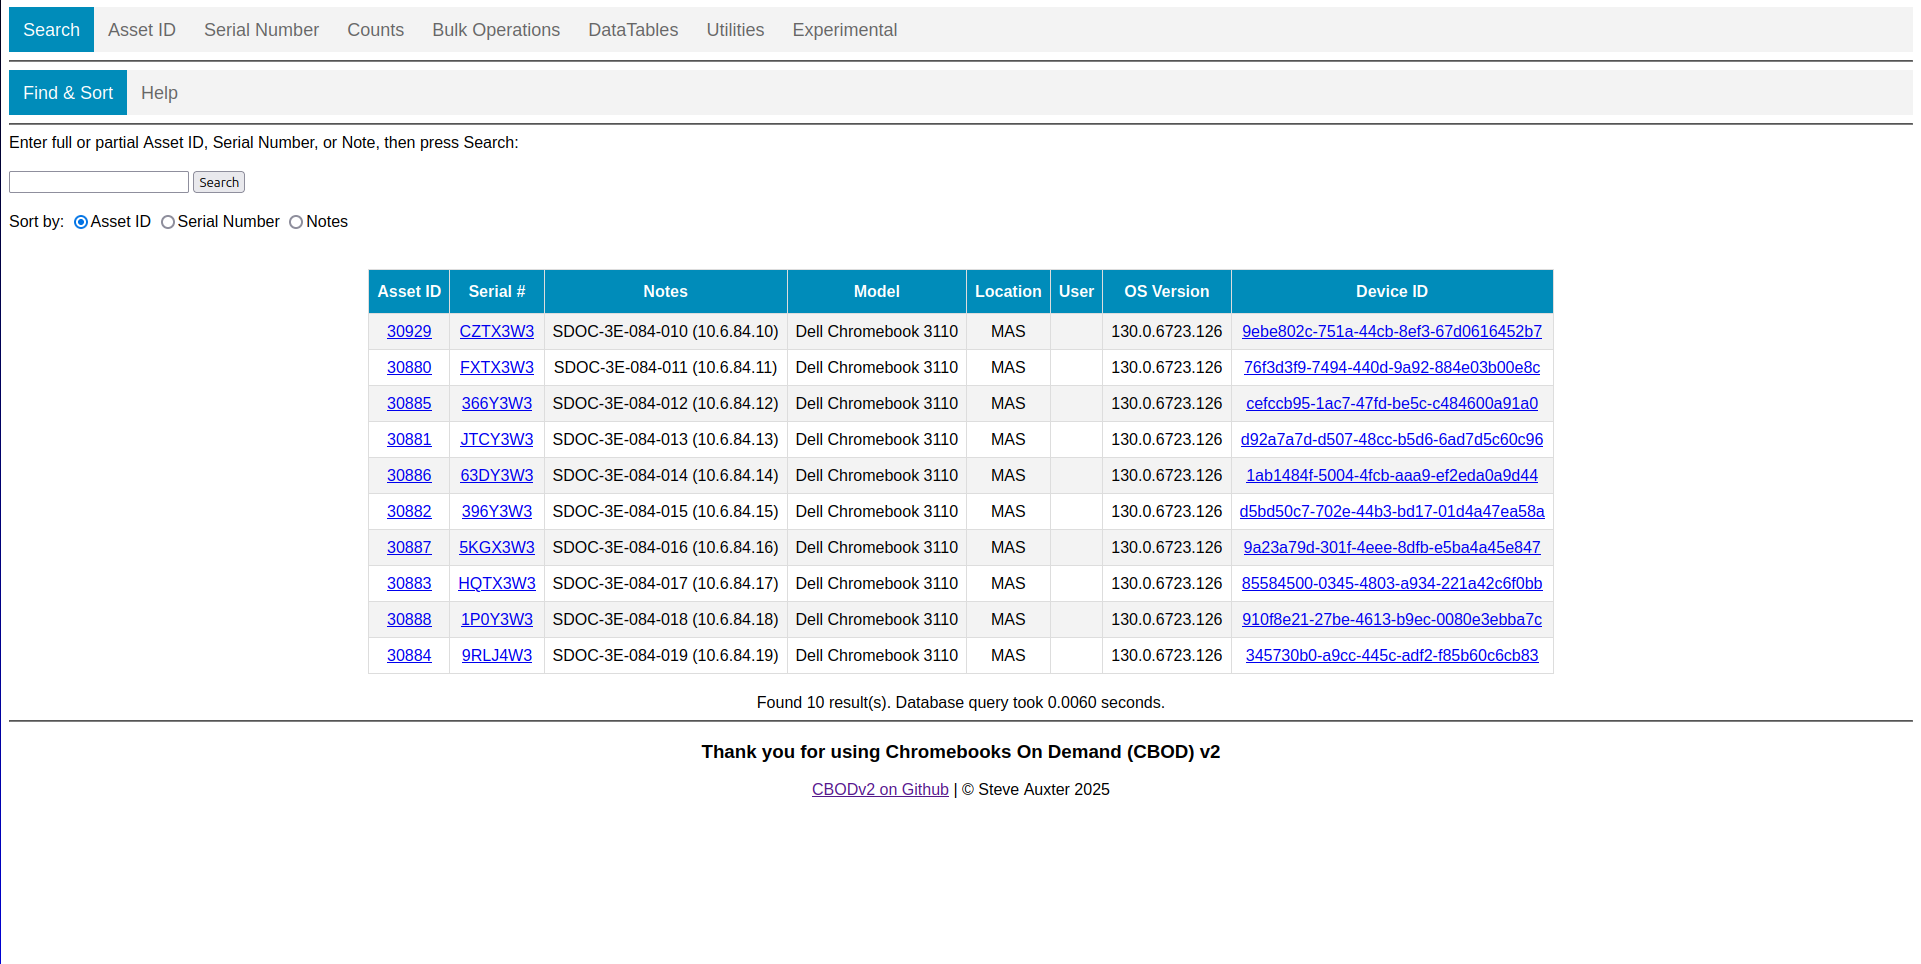 Search Asset ID Serial Number Counts Bulk Operations DataTables Utilities Experimental
Find & Sort Help
Enter full or partial Asset ID, Serial Number, or Note, then press Search:
Search
Sort by: Asset ID Serial Number Notes
Asset ID Serial # Notes Model Location User OS Version Device ID
30929 CZTX3W3 SDOC-3E-084-010 (10.6.84.10) Dell Chromebook 3110 MAS 130.0.6723.126 9ebe802c-751a-44cb-8ef3-67d0616452b7
30880 FXTX3W3 SDOC-3E-084-011 (10.6.84.11) Dell Chromebook 3110 MAS 130.0.6723.126 76f3d3f9-7494-440d-9a92-884e03b00e8c
30885 366Y3W3 SDOC-3E-084-012 (10.6.84.12) Dell Chromebook 3110 MAS 130.0.6723.126 cefccb95-1ac7-47fd-be5c-c484600a91a0
30881 JTCY3W3 SDOC-3E-084-013 (10.6.84.13) Dell Chromebook 3110 MAS 130.0.6723.126 d92a7a7d-d507-48cc-b5d6-6ad7d5c60c96
30886 63DY3W3 SDOC-3E-084-014 (10.6.84.14) Dell Chromebook 3110 MAS 130.0.6723.126 1ab1484f-5004-4fcb-aaa9-ef2eda0a9d44
30882 396Y3W3 SDOC-3E-084-015 (10.6.84.15) Dell Chromebook 3110 MAS 130.0.6723.126 d5bd50c7-702e-44b3-bd17-01d4a47ea58a
30887 5KGX3W3 SDOC-3E-084-016 (10.6.84.16) Dell Chromebook 3110 MAS 130.0.6723.126 9a23a79d-301f-4eee-8dfb-e5ba4a45e847
30883 HQTX3W3 SDOC-3E-084-017 (10.6.84.17) Dell Chromebook 3110 MAS 130.0.6723.126 85584500-0345-4803-a934-221a42c6f0bb
30888 1P0Y3W3 SDOC-3E-084-018 (10.6.84.18) Dell Chromebook 3110 MAS 130.0.6723.126 910f8e21-27be-4613-b9ec-0080e3ebba7c
30884 9RLJ4W3 SDOC-3E-084-019 (10.6.84.19) Dell Chromebook 3110 MAS 130.0.6723.126 345730b0-a9cc-445c-adf2-f85b60c6cb83
Found 10 result(s). Database query took 0.0060 seconds.
Thank you for using Chromebooks On Demand (CBOD) v2
CBODv2 on Github | © Steve Auxter 2025